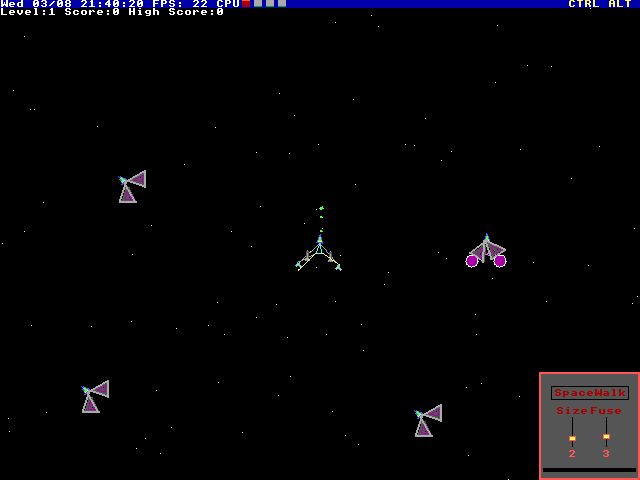 Wed 03/08 21:40:20 FPS: 22 CPU CTRL ALT
Level:1 Score:0 High Score:0
SpaceWalk
Size Fuse
2 3